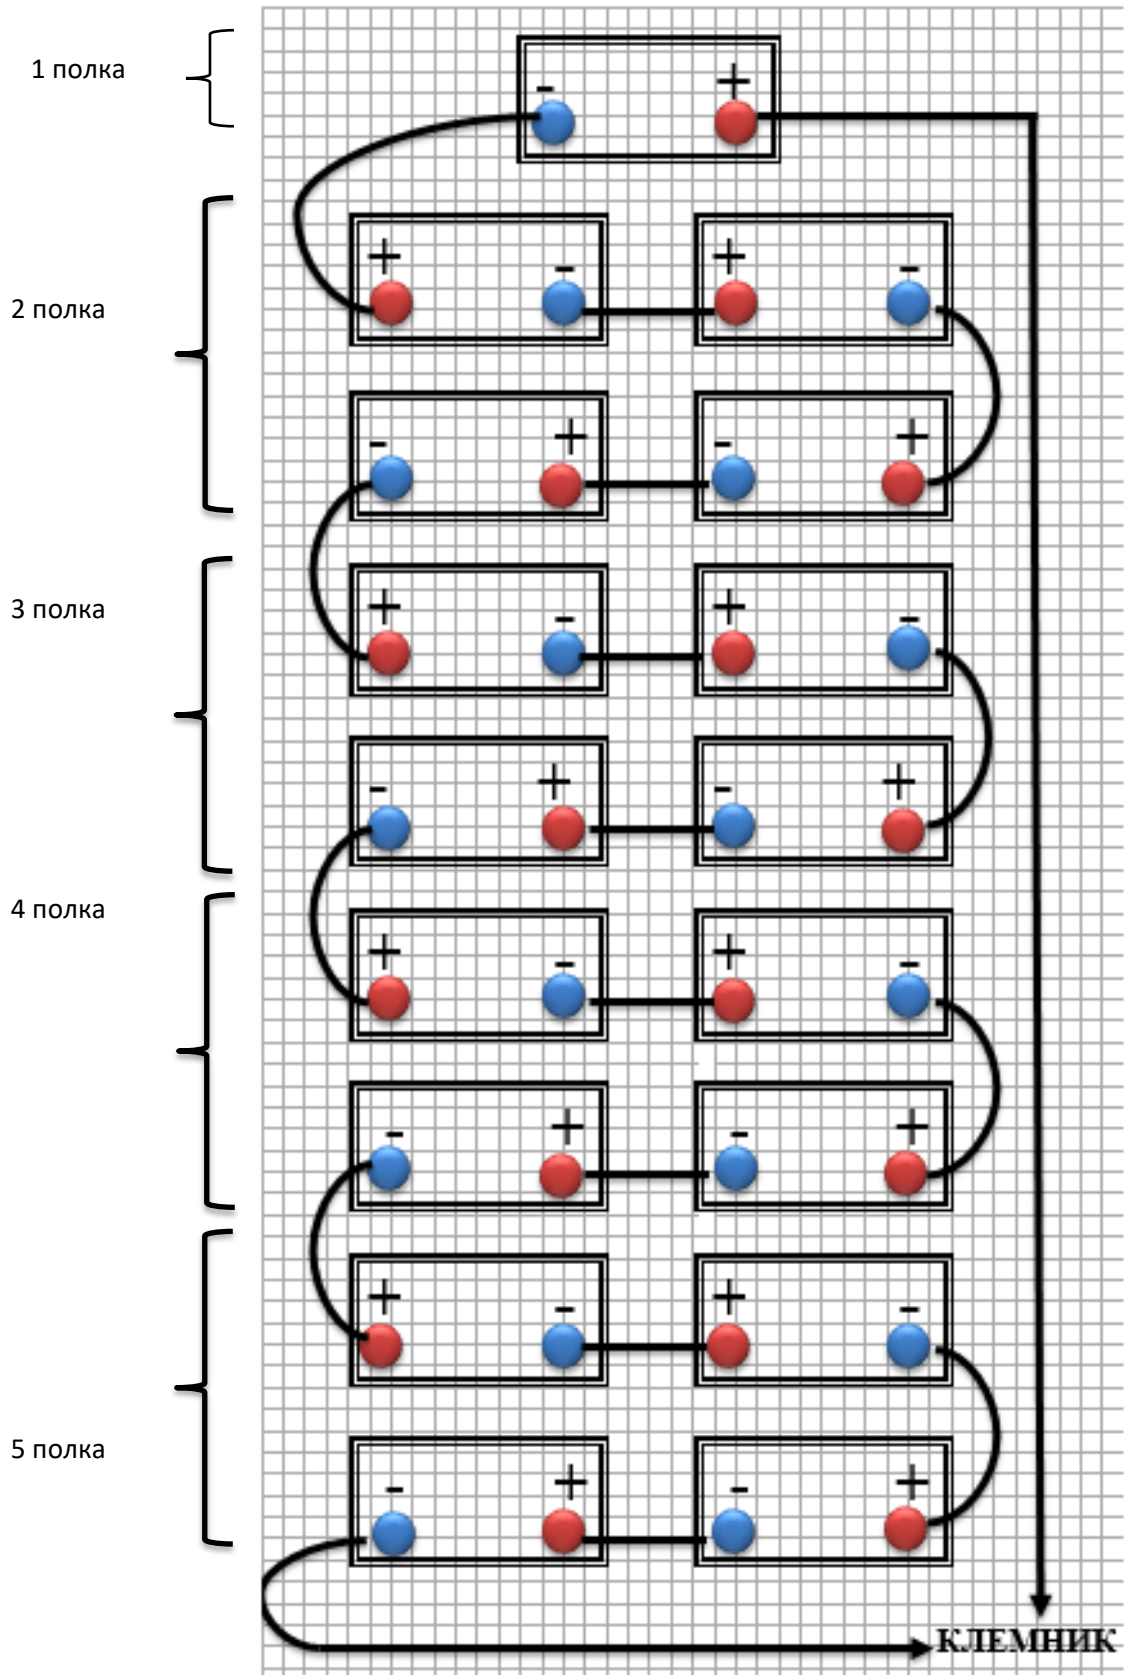 1 полка
- +
2 полка
+ - + -
- + - +
3 полка
+ - + -
- + - +
4 полка
+ - + -
- + - +
5 полка
+ - + -
- + - +
КЛЕМНИК